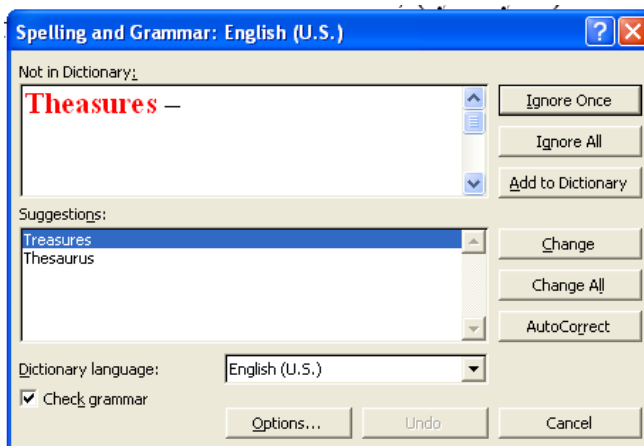 Spelling and Grammar: English (U.S.)
Not in Dictionary:
Theasures –
Ignore Once
Ignore All
Add to Dictionary
Suggestions:
Treasures
Thesaurus
Change
Change All
AutoCorrect
Dictionary language:
English (U.S.)
Check grammar
Options...
Undo
Cancel